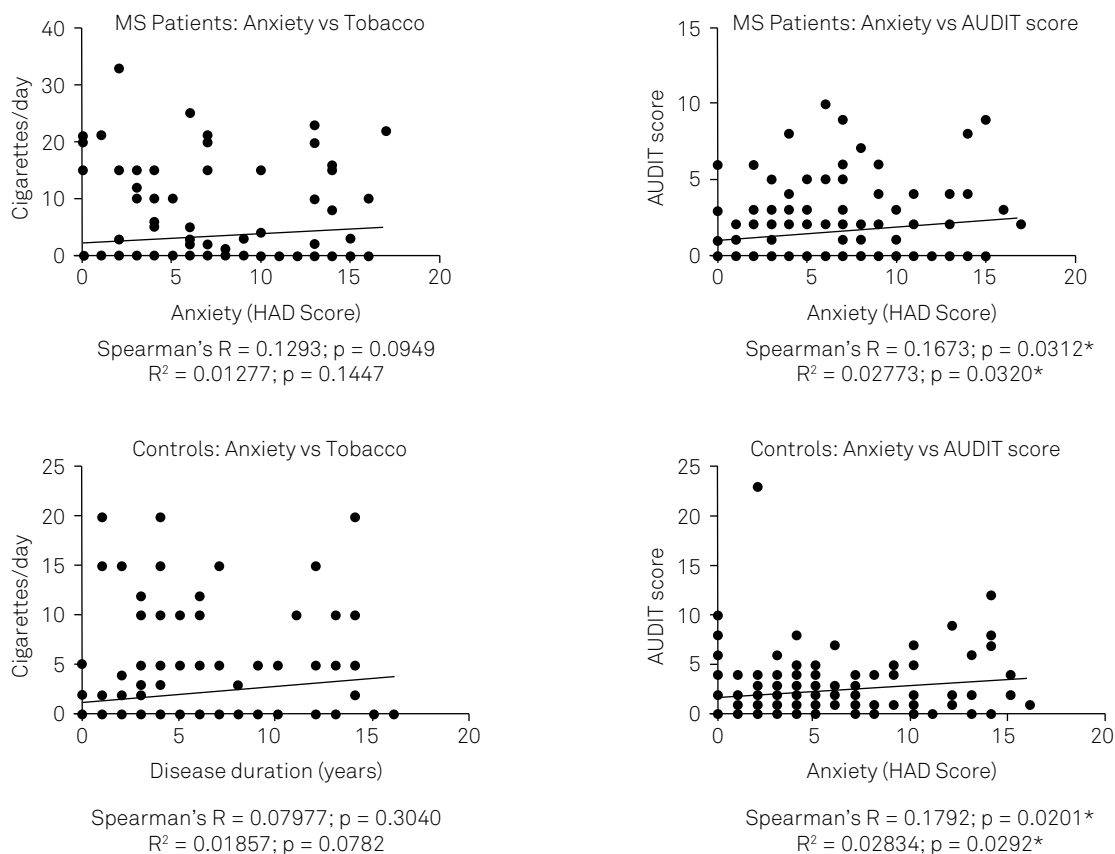 MS Patients: Anxiety vs Tobacco
Cigarettes/day
40
30
20
10
0
0 5 10 15 20
Anxiety (HAD Score)
Spearman's R = 0.1293; p = 0.0949
R² = 0.01277; p = 0.1447
MS Patients: Anxiety vs AUDIT score
AUDIT score
15
10
5
0
0 5 10 15 20
Anxiety (HAD Score)
Spearman's R = 0.1673; p = 0.0312*
R² = 0.02773; p = 0.0320*
Controls: Anxiety vs Tobacco
Cigarettes/day
25
20
15
10
5
0
0 5 10 15 20
Disease duration (years)
Spearman's R = 0.07977; p = 0.3040
R² = 0.01857; p = 0.0782
Controls: Anxiety vs AUDIT score
AUDIT score
25
20
15
10
5
0
0 5 10 15 20
Anxiety (HAD Score)
Spearman's R = 0.1792; p = 0.0201*
R² = 0.02834; p = 0.0292*